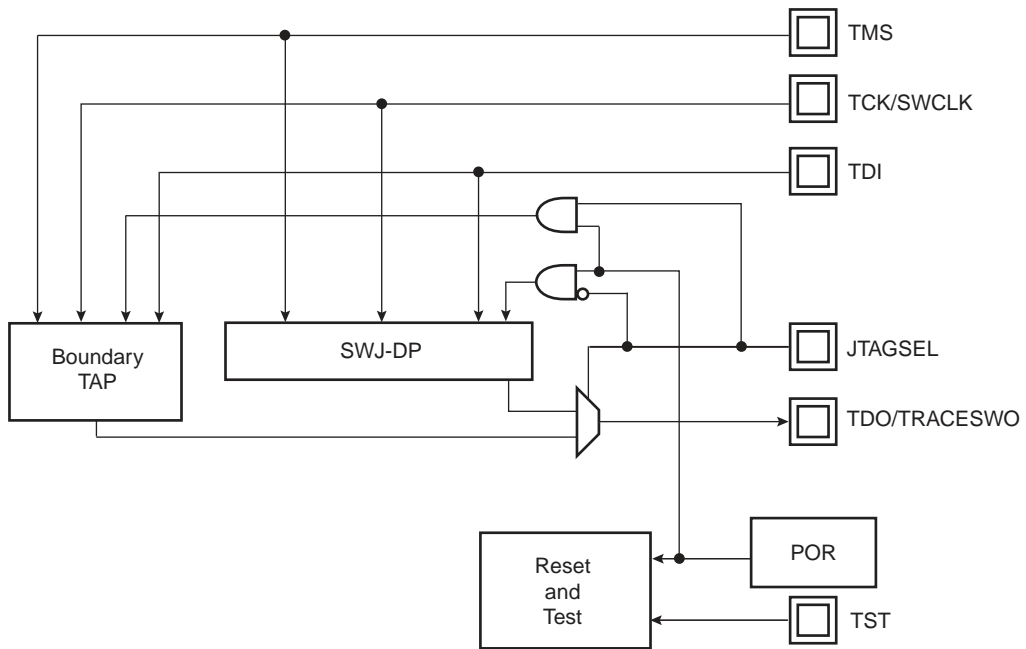 TMS
TCK/SWCLK
TDI
Boundary
TAP
SWJ-DP
JTAGSEL
TDO/TRACESWO
Reset
and
Test
POR
TST